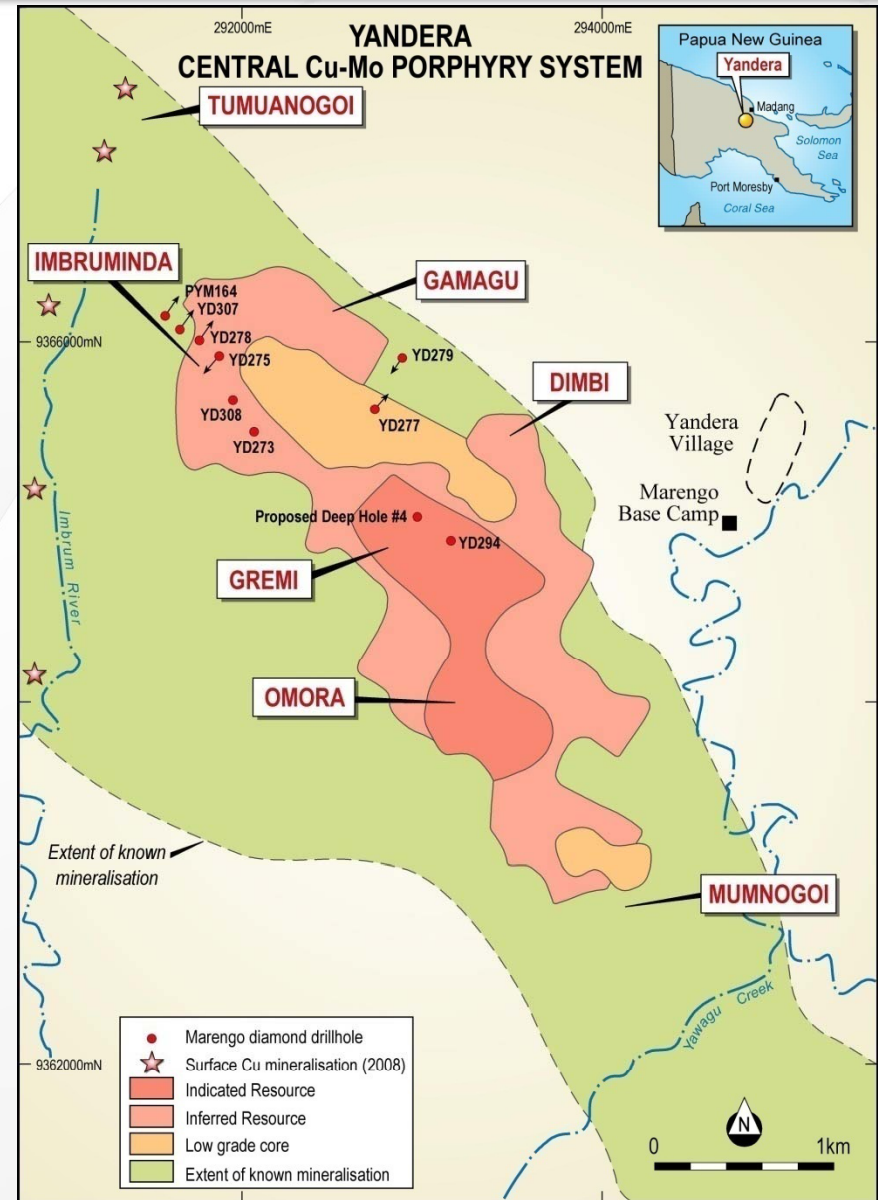 292000mE
294000mE
YANDERA
CENTRAL Cu-Mo PORPHYRY SYSTEM
Papua New Guinea
Yandera
Madang
Solomon
Sea
Port Moresby
Coral Sea
TUMUANOGOI
IMBRUMINDA
GAMAGU
PYM164
YD307
9366000mN
YD278
YD275
YD279
DIMBI
YD308
YD277
YD273
Yandera
Village
Marengo
Base Camp
Proposed Deep Hole #4
YD294
Imbrum River
GREMI
OMORA
Extent of known
mineralisation
MUMNOGOI
Yawagu Creek
9362000mN
Marengo diamond drillhole
Surface Cu mineralisation (2008)
Indicated Resource
Inferred Resource
Low grade core
Extent of known mineralisation
N
0 1km